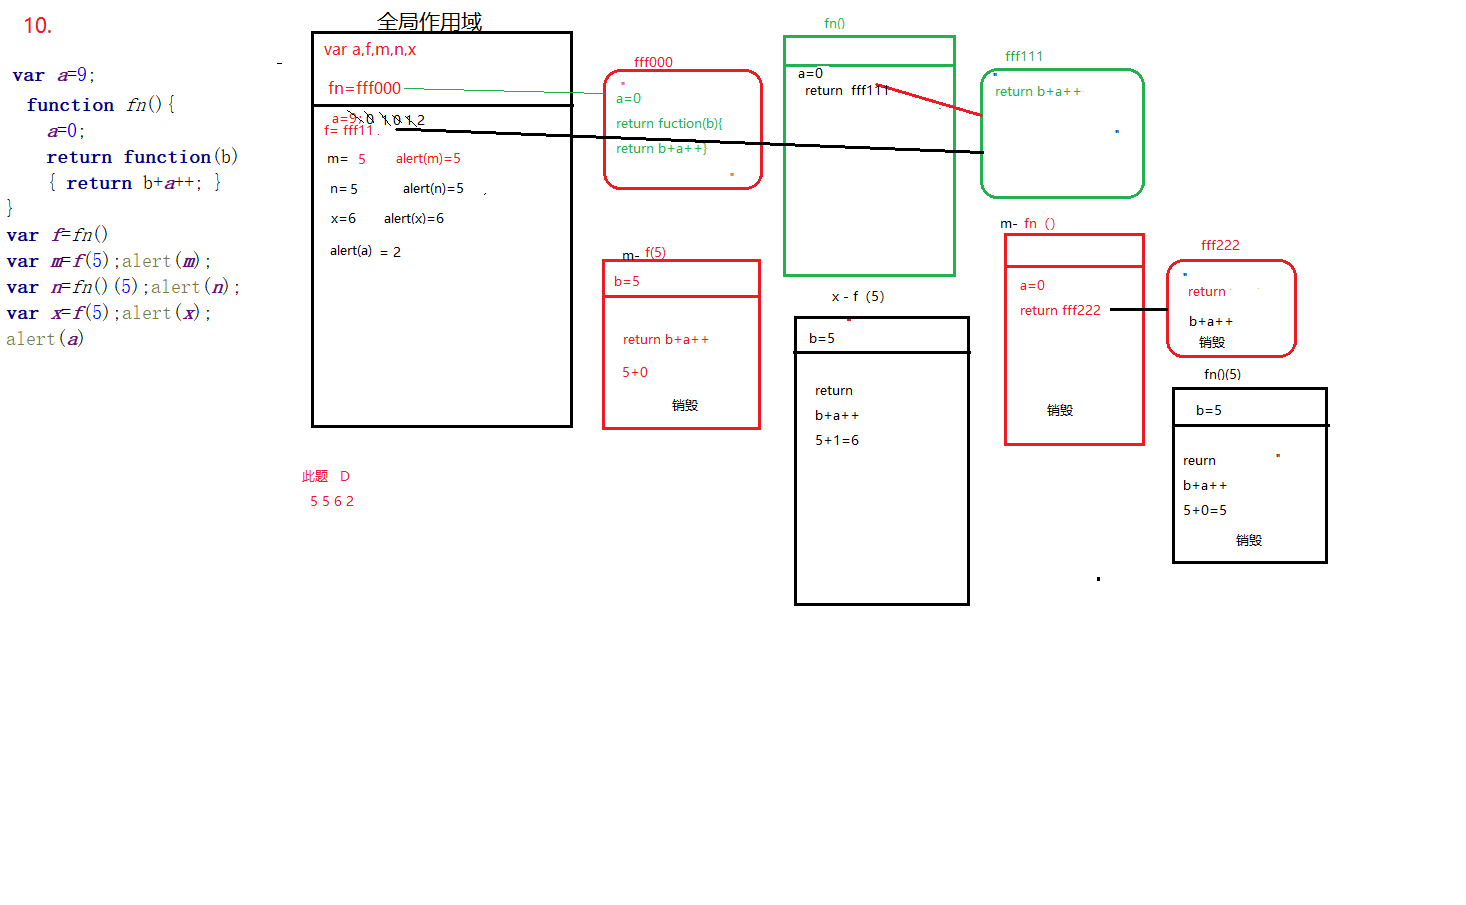 10.
var a=9;
function fn(){
a=0;
return function(b)
{ return b+a++; }
}
var f=fn()
var m=f(5);alert(m);
var n=fn()(5);alert(n);
var x=f(5);alert(x);
alert(a)
全局作用域
var a,f,m,n,x
fn=fff000
a=9; 0 1 0 1 2
f= fff11
m= 5 alert(m)=5
n= 5 alert(n)=5
x=6 alert(x)=6
alert(a) = 2
此题 D
5 5 6 2
fff000
a=0
return fuction(b){
return b+a++}
m- f(5)
b=5
return b+a++
5+0
销毁
fn()
a=0
return fff111
x - f (5)
b=5
return
b+a++
5+1=6
fff111
return b+a++
m- fn ()
a=0
return fff222
销毁
fff222
return
b+a++
销毁
fn()(5)
b=5
reurn
b+a++
5+0=5
销毁